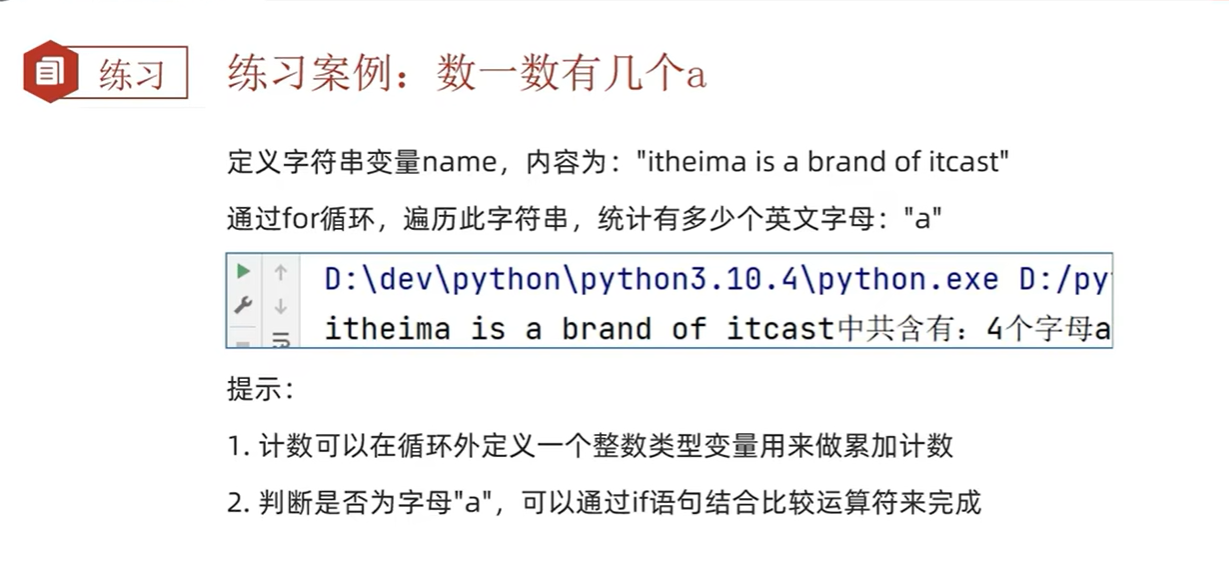 练习
练习案例：数一数有几个a
定义字符串变量name，内容为："itheima is a brand of itcast"
通过for循环，遍历此字符串，统计有多少个英文字母："a"
D:\dev\python\python3.10.4\python.exe D:/py
itheima is a brand of itcast中共含有：4个字母a
提示：
1. 计数可以在循环外定义一个整数类型变量用来做累加计数
2. 判断是否为字母"a"，可以通过if语句结合比较运算符来完成